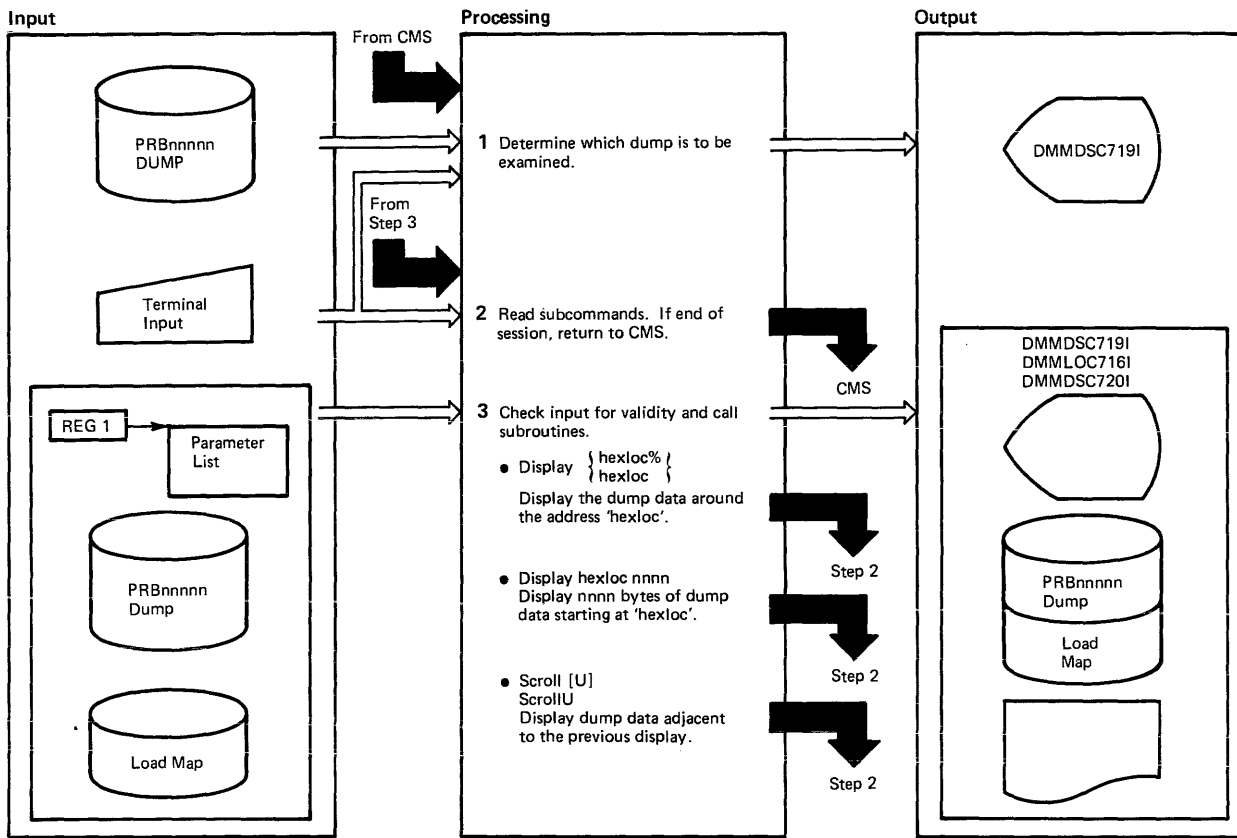 Input
PRBnnnnn
DUMP
Terminal
Input
REG 1
Parameter
List
PRBnnnnn
Dump
Load Map
Processing
From CMS
From
Step 3
1 Determine which dump is to be
examined.
2 Read subcommands. If end of
session, return to CMS.
CMS
3 Check input for validity and call
subroutines.
• Display { hexloc% }
{ hexloc }
Display the dump data around
the address 'hexloc'.
Step 2
• Display hexloc nnnn
Display nnnn bytes of dump
data starting at 'hexloc'.
Step 2
• Scroll [U]
ScrollU
Display dump data adjacent
to the previous display.
Step 2
Output
DMMDSC719I
DMMDSC719I
DMMLOC716I
DMMDSC720I
PRBnnnnn
Dump
Load
Map